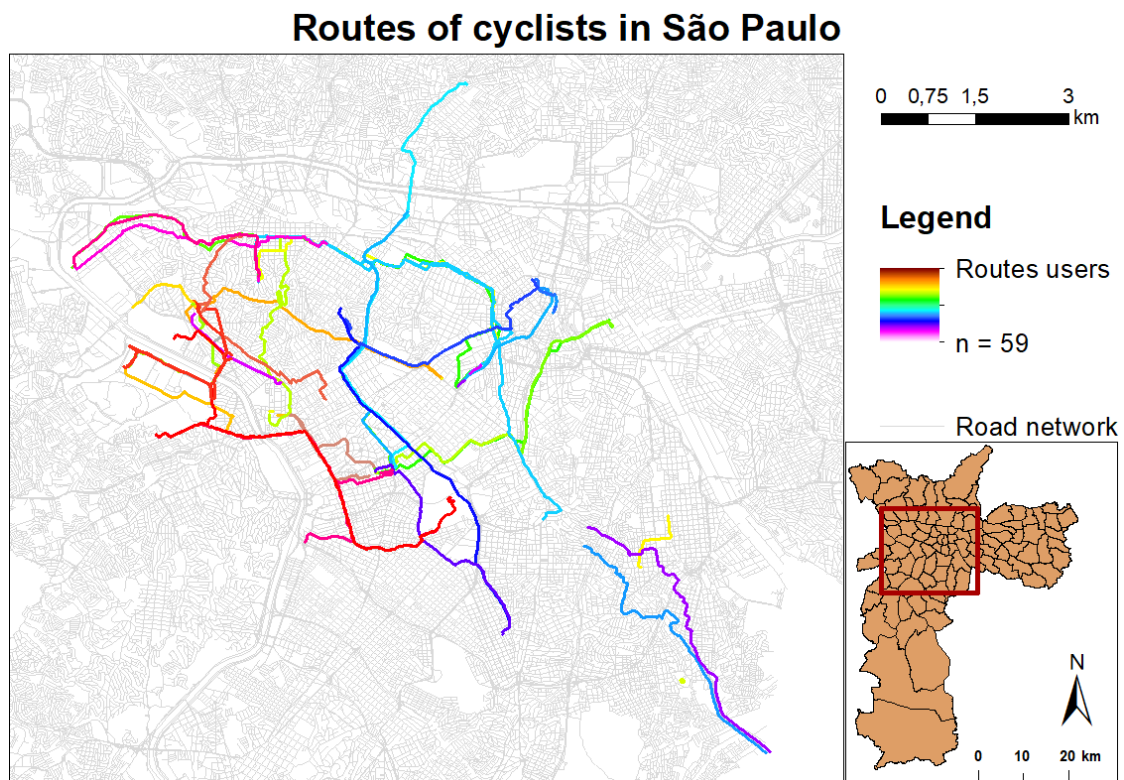 Routes of cyclists in São Paulo
0 0,75 1,5 3
km
Legend
Routes users
n = 59
Road network
N
0 10 20 km